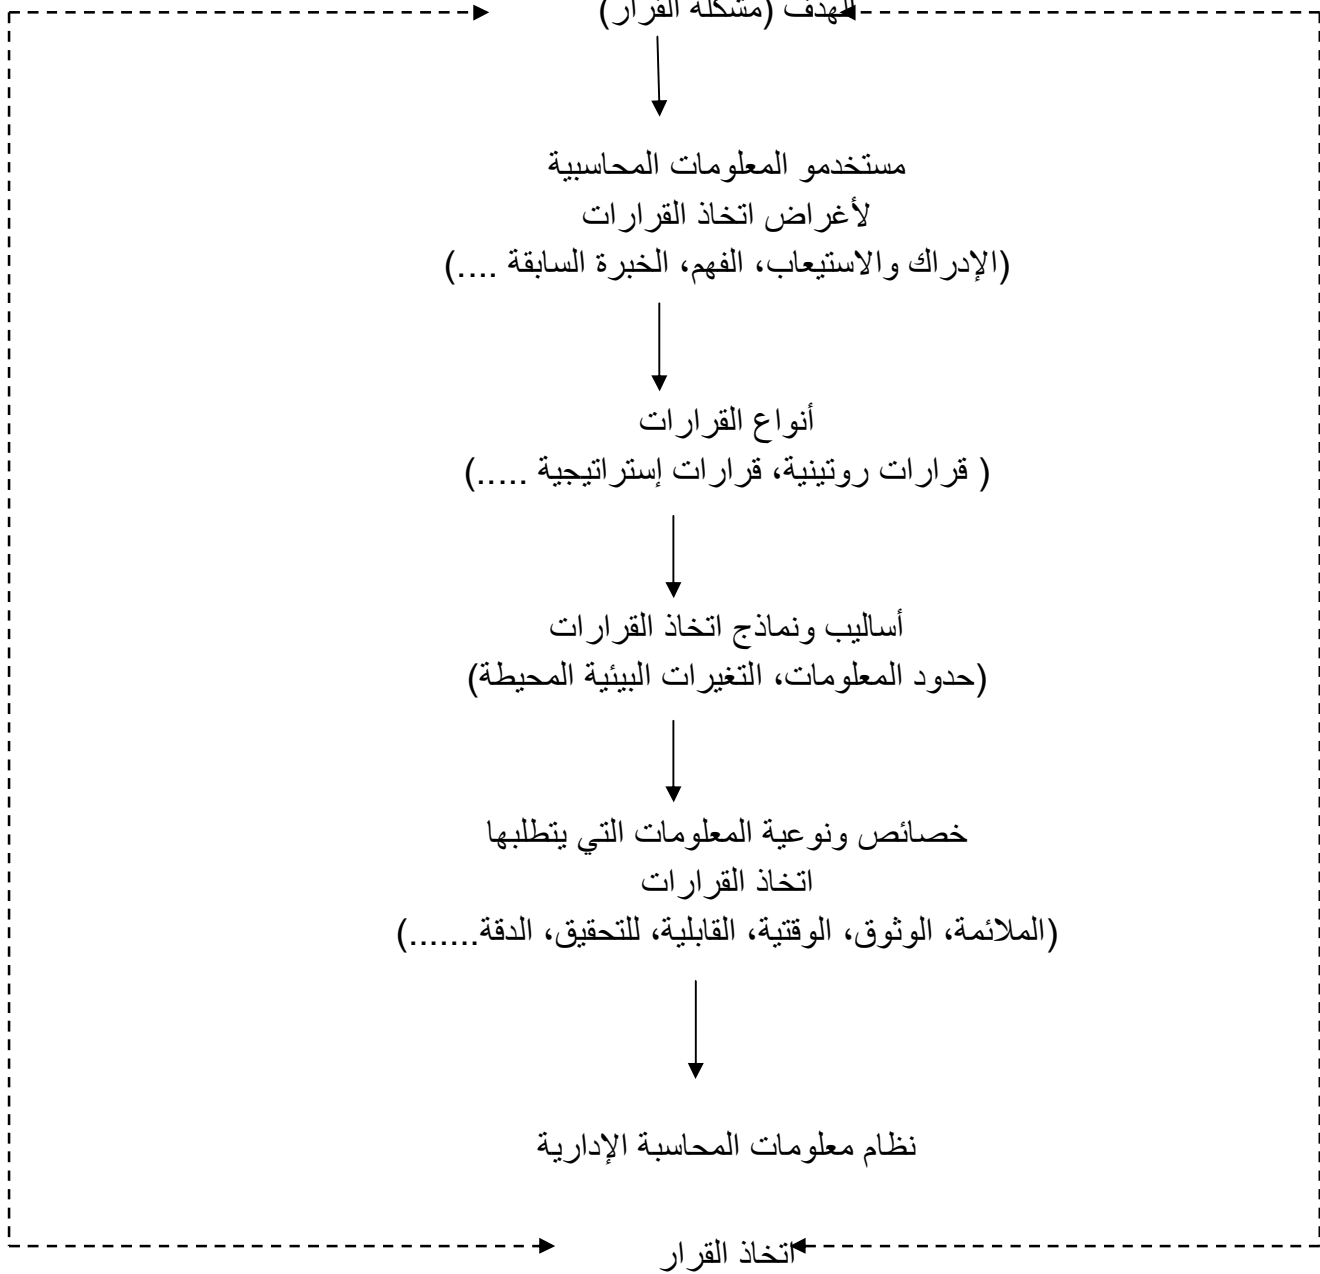 الهدف (مشكلة القرار)
مستخدمو المعلومات المحاسبية
لأغراض اتخاذ القرارات
(الإدراك والاستيعاب، الفهم، الخبرة السابقة ....)
أنواع القرارات
( قرارات روتينية، قرارات إستراتيجية .....)
أساليب ونماذج اتخاذ القرارات
(حدود المعلومات، التغيرات البيئية المحيطة)
خصائص ونوعية المعلومات التي يتطلبها
اتخاذ القرارات
(الملائمة، الوثوق، الوقتية، القابلية، للتحقيق، الدقة.......)
نظام معلومات المحاسبة الإدارية
اتخاذ القرار